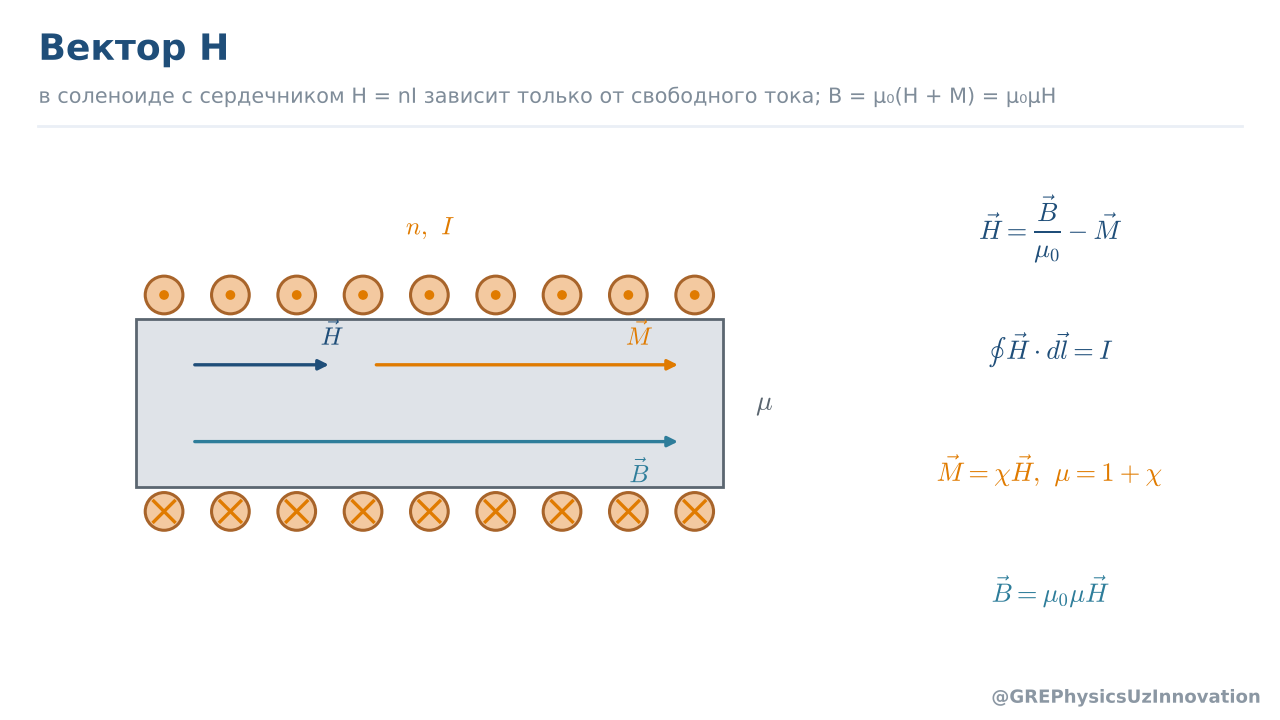 Вектор H
в соленоиде с сердечником H = nI зависит только от свободного тока; B = μ₀(H + M) = μ₀μH
n, I
H⃗
M⃗
B⃗
μ
H⃗ = B⃗/μ₀ − M⃗
∮H⃗ · dl⃗ = I
M⃗ = χH⃗, μ = 1 + χ
B⃗ = μ₀μH⃗
@GREPhysicsUzInnovation